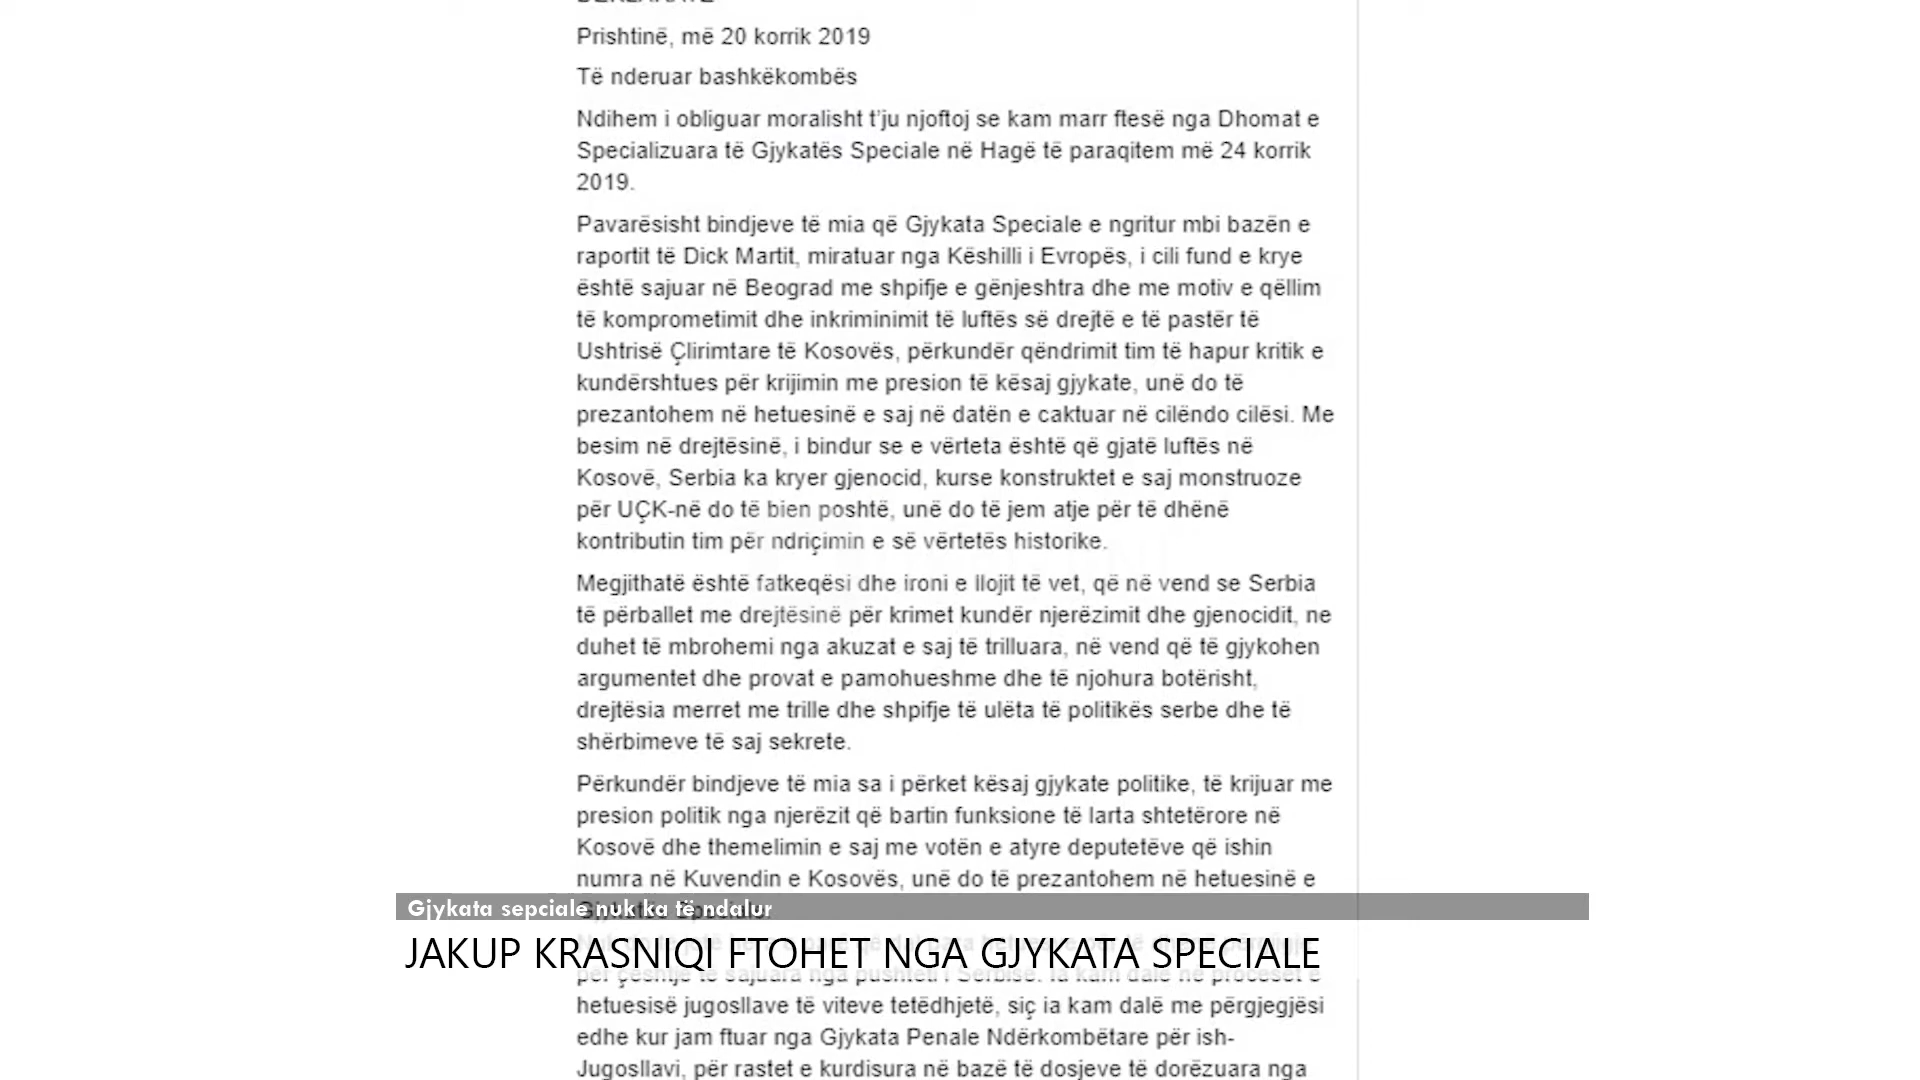 Prishtinë, më 20 korrik 2019
Të nderuar bashkëkombës
Ndihem i obliguar moralisht t'ju njoftoj se kam marr ftesë nga Dhomat e
Specializuara të Gjykatës Speciale në Hagë të paraqitem më 24 korrik
2019.
Pavarësisht bindjeve të mia që Gjykata Speciale e ngritur mbi bazën e
raportit të Dick Martit, miratuar nga Këshilli i Evropës, i cili fund e krye
është sajuar në Beograd me shpifje e gënjeshtra dhe me motiv e qëllim
të komprometimit dhe inkriminimit të luftës së drejtë e të pastër të
Ushtrisë Çlirimtare të Kosovës, përkundër qëndrimit tim të hapur kritik e
kundërshtues për krijimin me presion të kësaj gjykate, unë do të
prezantohem në hetuesinë e saj në datën e caktuar në cilëndo cilësi. Me
besim në drejtësinë, i bindur se e vërteta është që gjatë luftës në
Kosovë, Serbia ka kryer gjenocid, kurse konstruktet e saj monstruoze
për UÇK-në do të bien poshtë, unë do të jem atje për të dhënë
kontributin tim për ndriçimin e së vërtetës historike.
Megjithatë është fatkeqësi dhe ironi e llojit të vet, që në vend se Serbia
të përballet me drejtësinë për krimet kundër njerëzimit dhe gjenocidit, ne
duhet të mbrohemi nga akuzat e saj të trilluara, në vend që të gjykohen
argumentet dhe provat e pamohueshme dhe të njohura botërisht,
drejtësia merret me trille dhe shpifje të ulëta të politikës serbe dhe të
shërbimeve të saj sekrete.
Përkundër bindjeve të mia sa i përket kësaj gjykate politike, të krijuar me
presion politik nga njerëzit që bartin funksione të larta shtetërore në
Kosovë dhe themelimin e saj me votën e atyre deputetëve që ishin
numra në Kuvendin e Kosovës, unë do të prezantohem në hetuesinë e
Gjykata sepciale nuk ka të ndalur
JAKUP KRASNIQI FTOHET NGA GJYKATA SPECIALE
për çështje të sajuara nga pushteti i Serbisë. Ia kam dalë në proceset e
hetuesisë jugosllave të viteve tetëdhjetë, siç ia kam dalë me përgjegjësi
edhe kur jam ftuar nga Gjykata Penale Ndërkombëtare për ish-
Jugosllavi, për rastet e kurdisura në bazë të dosjeve të dorëzuara nga